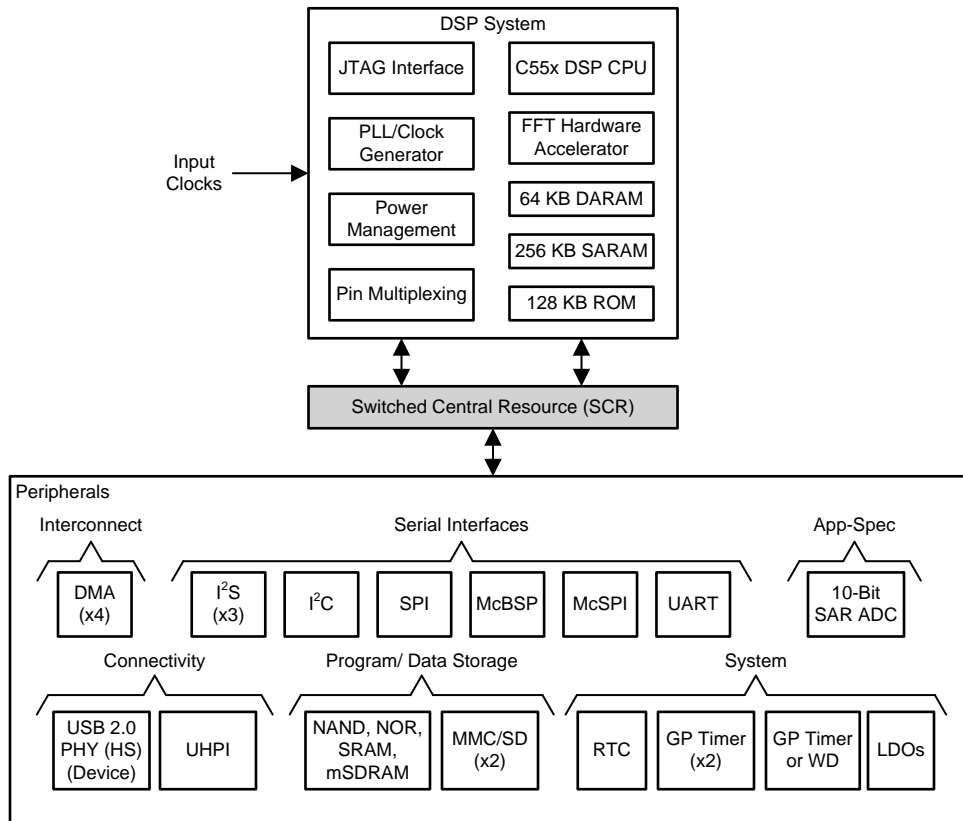 DSP System
JTAG Interface
C55x DSP CPU
PLL/Clock
Generator
FFT Hardware
Accelerator
Input
Clocks
Power
Management
64 KB DARAM
256 KB SARAM
Pin Multiplexing
128 KB ROM
Switched Central Resource (SCR)
Peripherals
Interconnect
Serial Interfaces
App-Spec
DMA
(x4)
I²S
(x3)
I²C
SPI
McBSP
McSPI
UART
10-Bit
SAR ADC
Connectivity
Program/ Data Storage
System
USB 2.0
PHY (HS)
(Device)
UHPI
NAND, NOR,
SRAM,
mSDRAM
MMC/SD
(x2)
RTC
GP Timer
(x2)
GP Timer
or WD
LDOs